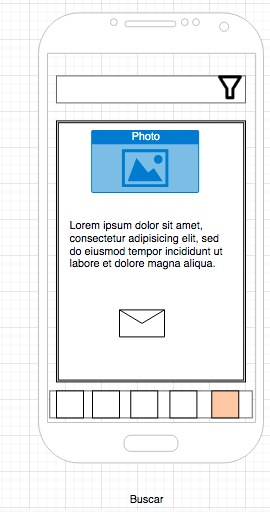 Photo
Lorem ipsum dolor sit amet,
consectetur adipisicing elit, sed
do eiusmod tempor incididunt ut
labore et dolore magna aliqua.
Buscar